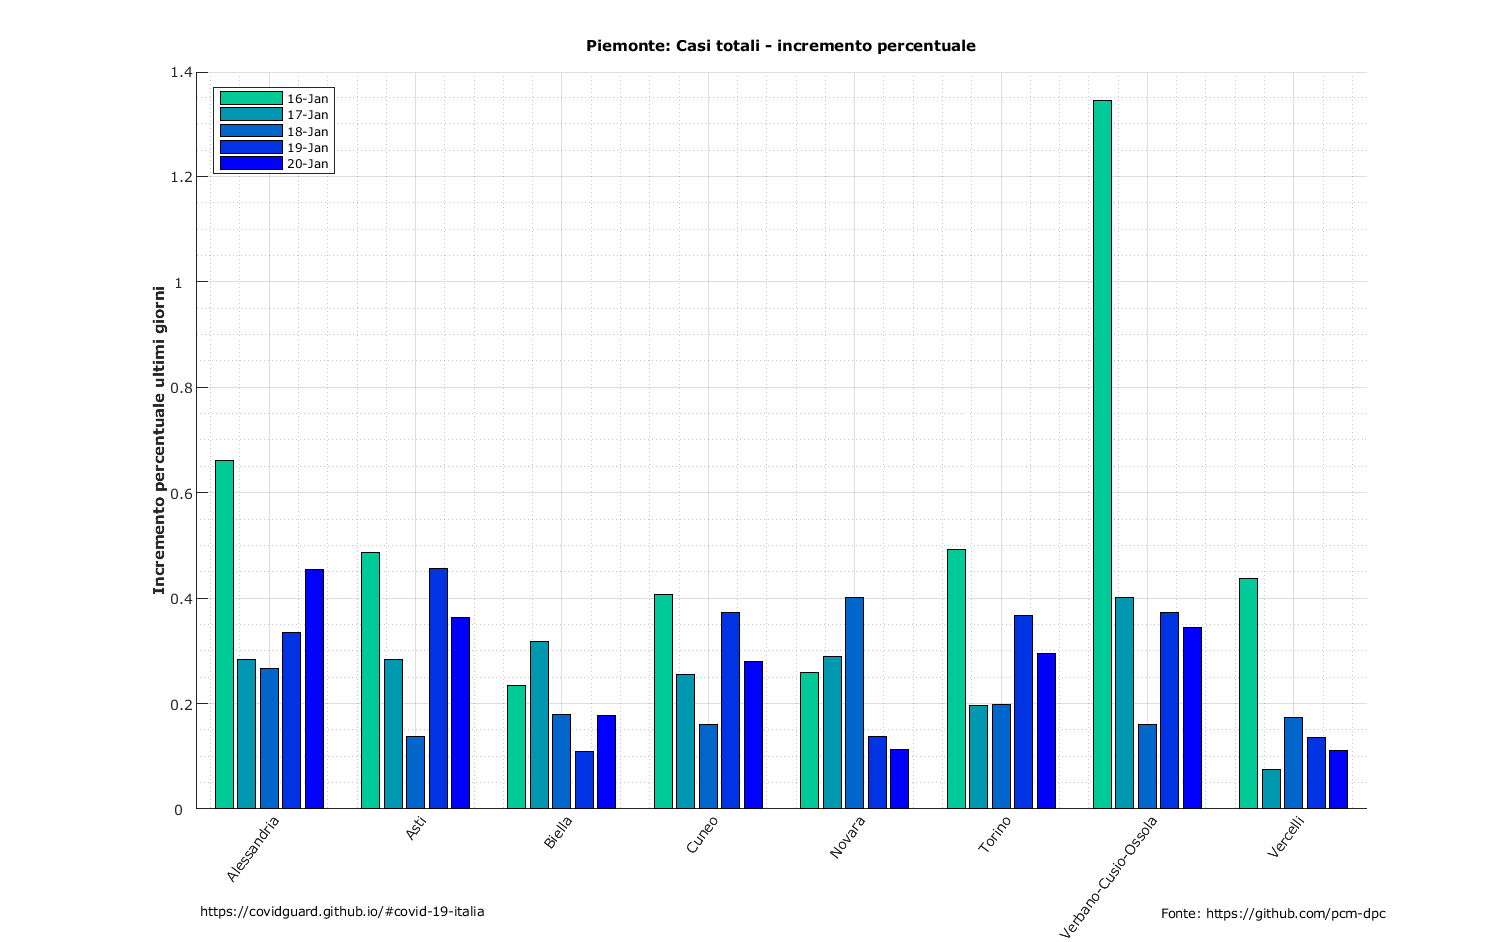 Piemonte: Casi totali - incremento percentuale
1.4
1.2
1
0.8
0.6
0.4
0.2
0
Incremento percentuale ultimi giorni
16-Jan
17-Jan
18-Jan
19-Jan
20-Jan
Alessandria
Asti
Biella
Cuneo
Novara
Torino
Verbano-Cusio-Ossola
Vercelli
https://covidguard.github.io/#covid-19-italia
Fonte: https://github.com/pcm-dpc